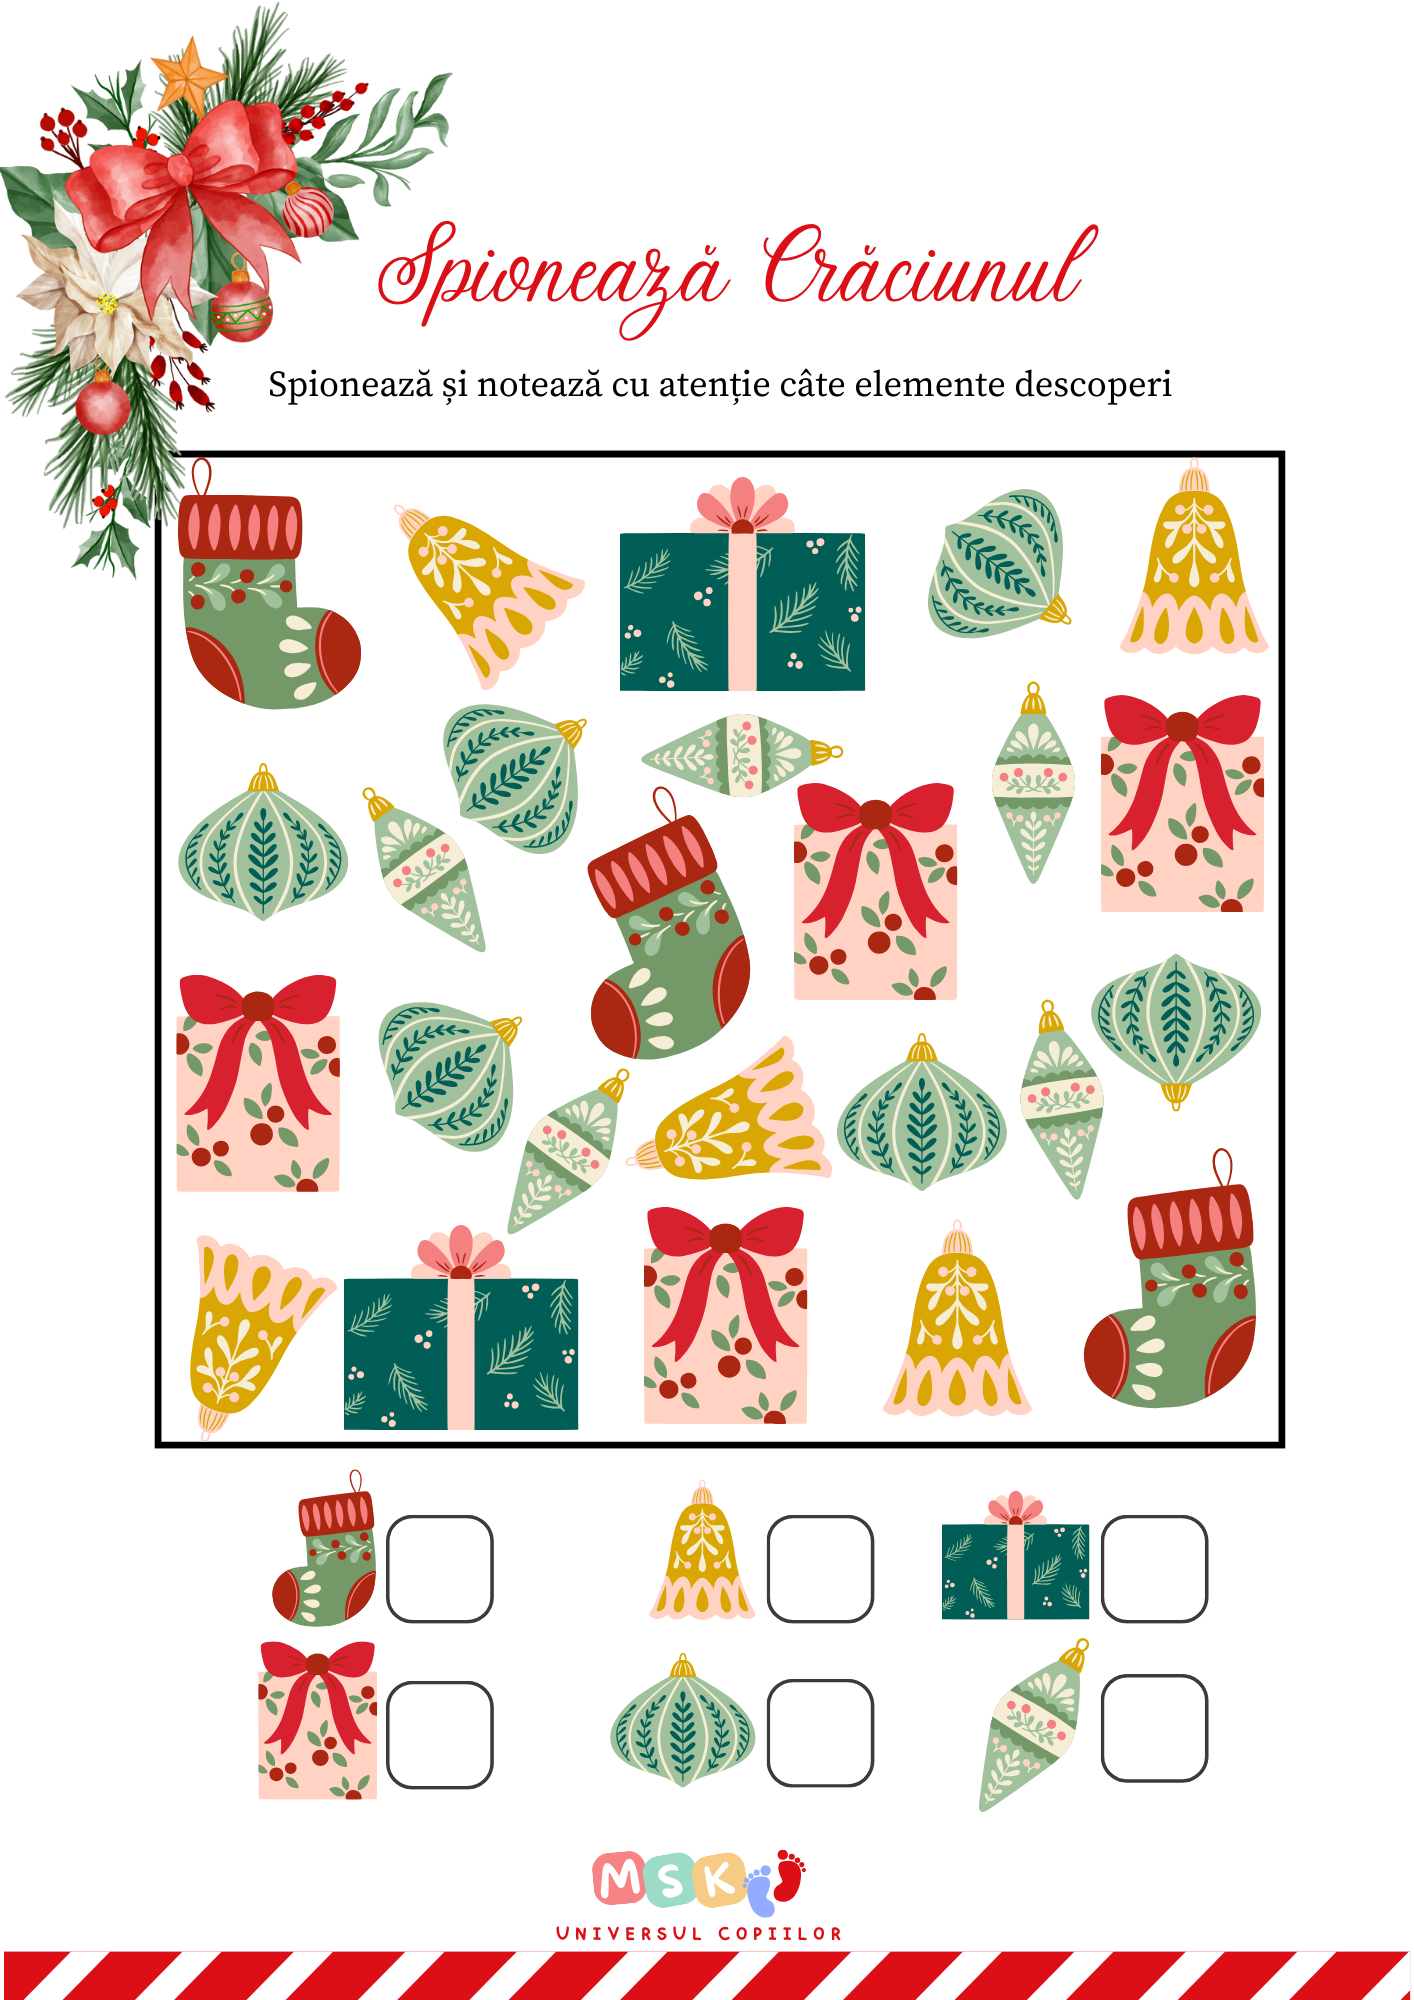 Spionează Crăciunul
Spionează și notează cu atenție câte elemente descoperi
MSK
UNIVERSUL COPIILOR